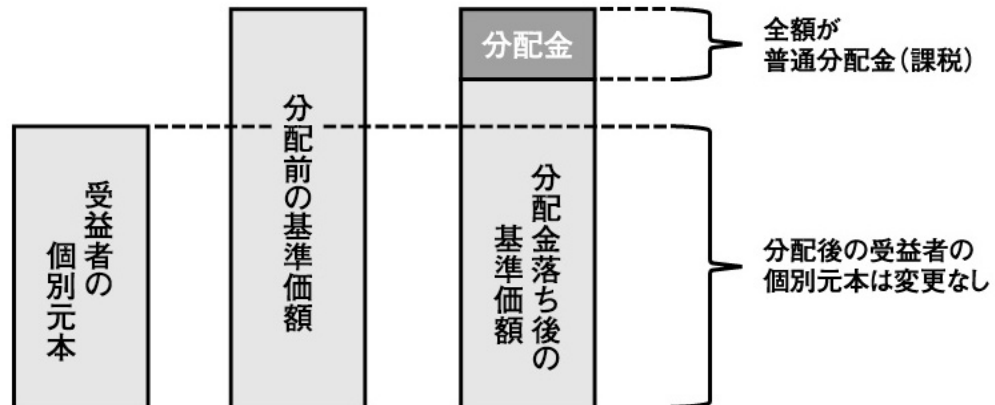 受益者の
個別元本
分配前の基準価額
分配金
分配金落ち後の
基準価額
全額が
普通分配金(課税)
分配後の受益者の
個別元本は変更なし